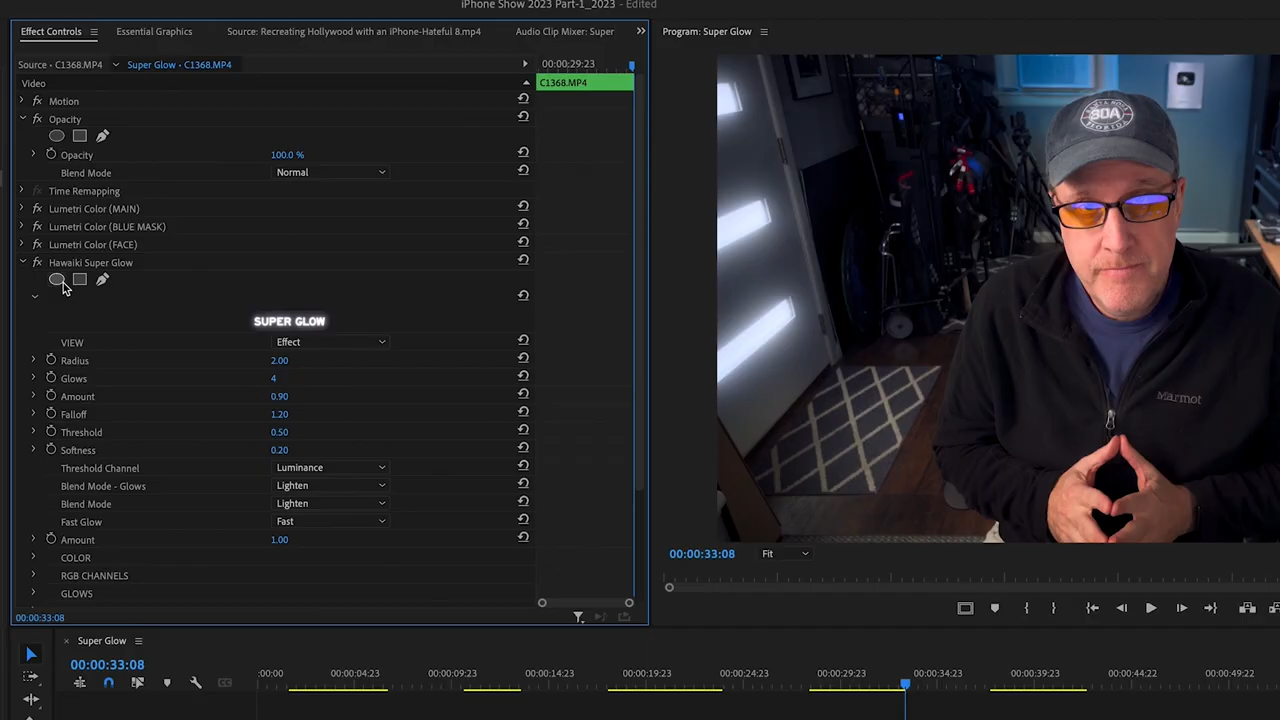 iPhone Show 2023 Part-1_2023 - Edited
Effect Controls
Essential Graphics
Source: Recreating Hollywood with an iPhone-Hateful 8.mp4
Audio Clip Mixer: Super
Program: Super Glow
Source • C1368.MP4
Super Glow • C1368.MP4
00:00:29:23
Video
C1368.MP4
fx Motion
fx Opacity
Opacity 100.0 %
Blend Mode Normal
Time Remapping
fx Lumetri Color (MAIN)
fx Lumetri Color (BLUE MASK)
fx Lumetri Color (FACE)
fx Hawaiki Super Glow
SUPER GLOW
VIEW Effect
Radius 2.00
Glows 4
Amount 0.90
Falloff 1.20
Threshold 0.50
Softness 0.20
Threshold Channel Luminance
Blend Mode - Glows Lighten
Blend Mode Lighten
Fast Glow Fast
Amount 1.00
COLOR
RGB CHANNELS
GLOWS
00:00:33:08
SOA
FLORIDA
Marmot
00:00:33:08
Fit
Super Glow
00:00:33:08
:00:00
00:00:04:23
00:00:09:23
00:00:14:23
00:00:19:23
00:00:24:23
00:00:29:23
00:00:34:23
00:00:39:23
00:00:44:22
00:00:49:22